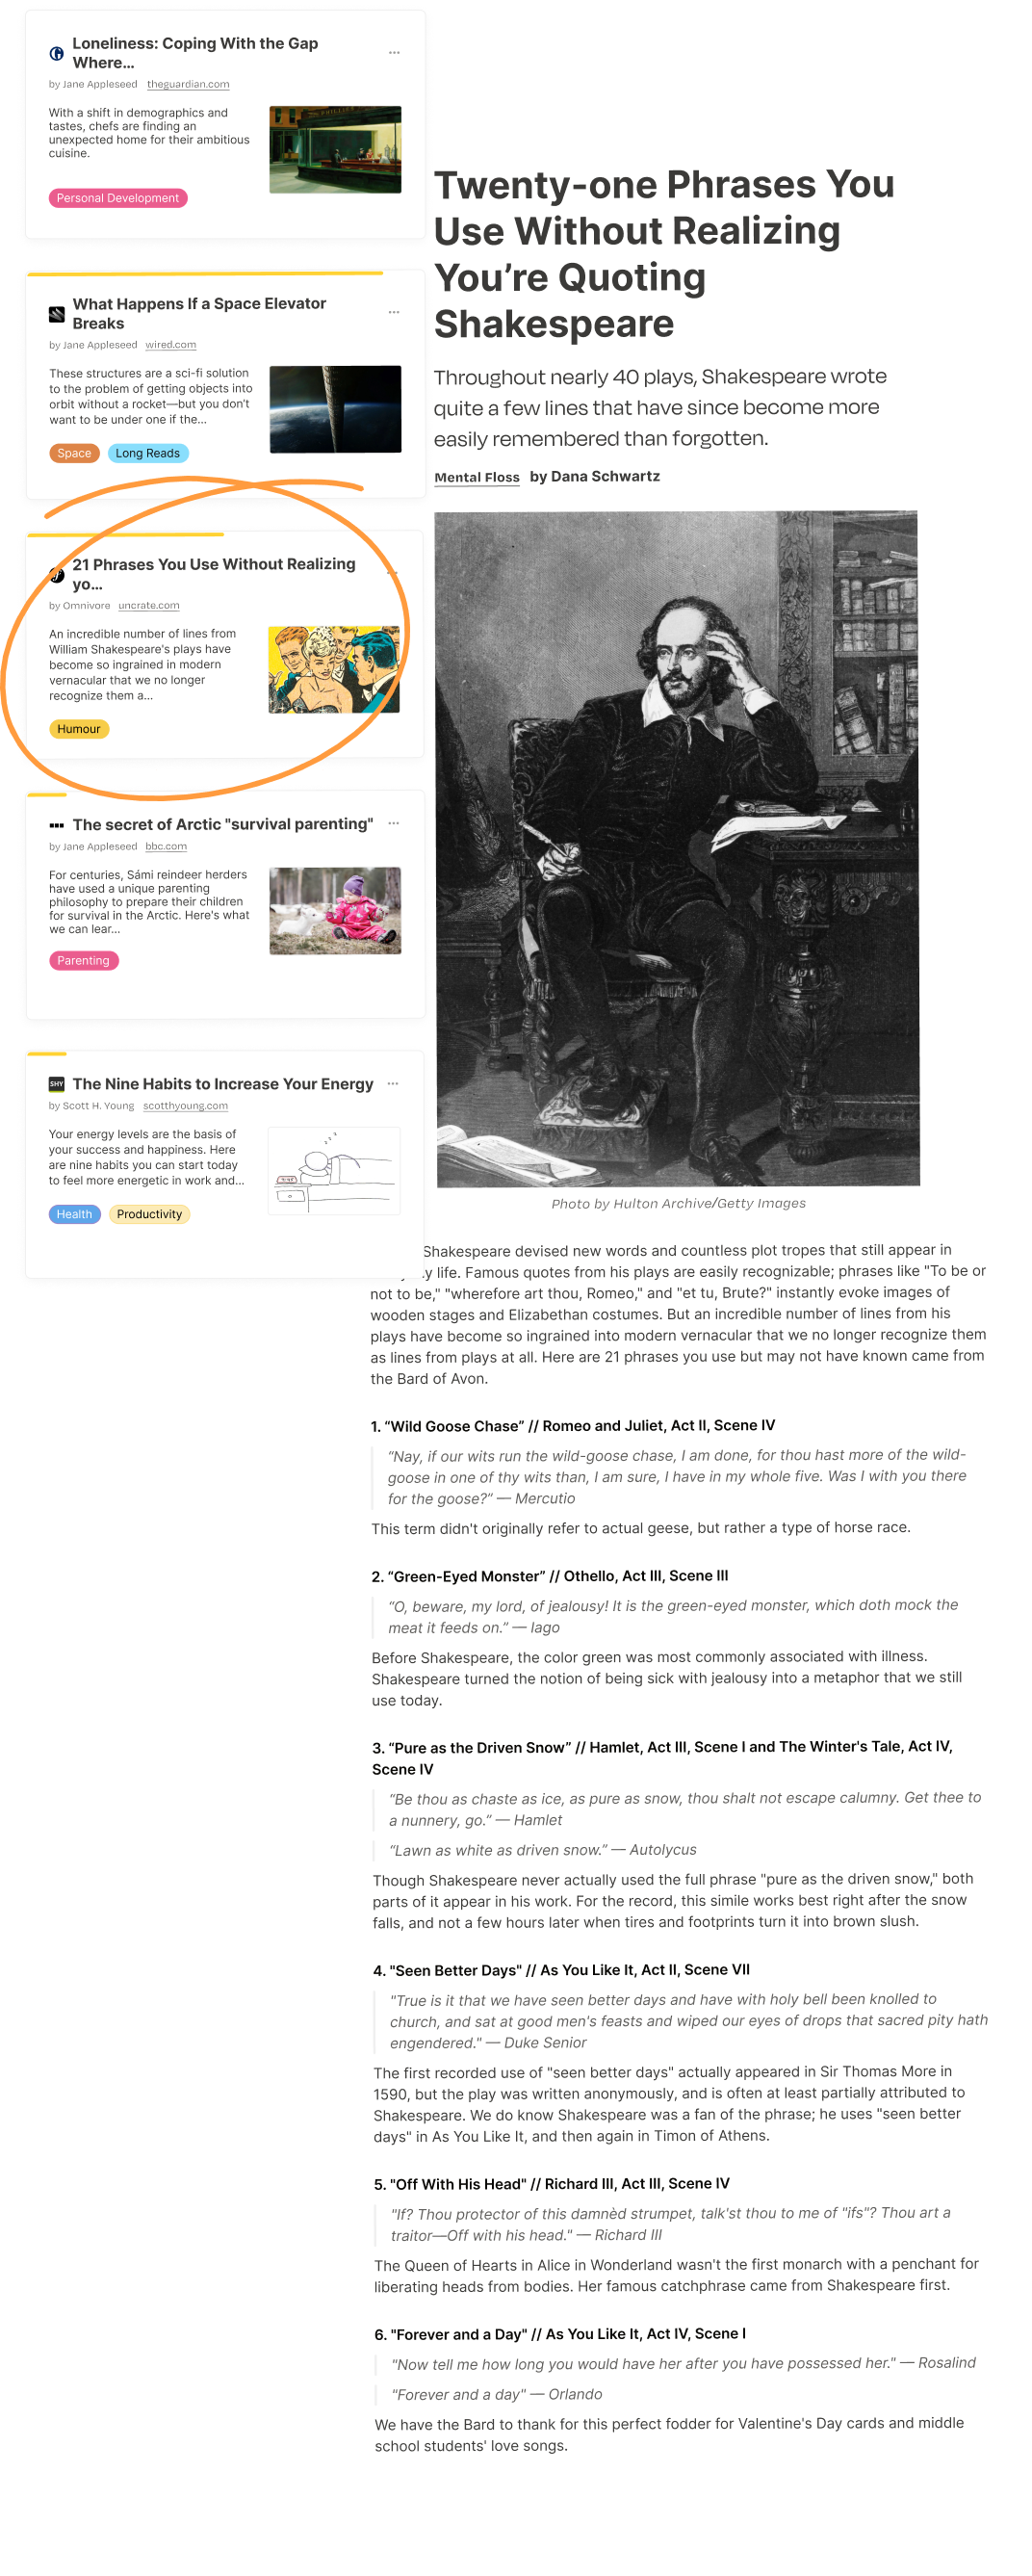 Loneliness: Coping With the Gap
Where...
by Jane Appleseed theguardian.com
With a shift in demographics and
tastes, chefs are finding an
unexpected home for their ambitious
cuisine.
Personal Development
What Happens If a Space Elevator
Breaks
by Jane Appleseed wired.com
These structures are a sci-fi solution
to the problem of getting objects into
orbit without a rocket—but you don't
want to be under one if the...
Space Long Reads
21 Phrases You Use Without Realizing
yo...
by Omnivore uncrate.com
An incredible number of lines from
William Shakespeare's plays have
become so ingrained in modern
vernacular that we no longer
recognize them a...
Humour
The secret of Arctic "survival parenting"
by Jane Appleseed bbc.com
For centuries, Sámi reindeer herders
have used a unique parenting
philosophy to prepare their children
for survival in the Arctic. Here's what
we can lear...
Parenting
SHY
The Nine Habits to Increase Your Energy
by Scott H. Young scotthyoung.com
Your energy levels are the basis of
your success and happiness. Here
are nine habits you can start today
to feel more energetic in work and...
Health Productivity
Twenty-one Phrases You
Use Without Realizing
You’re Quoting
Shakespeare
Throughout nearly 40 plays, Shakespeare wrote
quite a few lines that have since become more
easily remembered than forgotten.
Mental Floss by Dana Schwartz
Photo by Hulton Archive/Getty Images
Shakespeare devised new words and countless plot tropes that still appear in
life. Famous quotes from his plays are easily recognizable; phrases like "To be or
not to be," "wherefore art thou, Romeo," and "et tu, Brute?" instantly evoke images of
wooden stages and Elizabethan costumes. But an incredible number of lines from his
plays have become so ingrained into modern vernacular that we no longer recognize them
as lines from plays at all. Here are 21 phrases you use but may not have known came from
the Bard of Avon.
1. “Wild Goose Chase” // Romeo and Juliet, Act II, Scene IV
“Nay, if our wits run the wild-goose chase, I am done, for thou hast more of the wild-
goose in one of thy wits than, I am sure, I have in my whole five. Was I with you there
for the goose?” — Mercutio
This term didn't originally refer to actual geese, but rather a type of horse race.
2. “Green-Eyed Monster” // Othello, Act III, Scene III
“O, beware, my lord, of jealousy! It is the green-eyed monster, which doth mock the
meat it feeds on.” — Iago
Before Shakespeare, the color green was most commonly associated with illness.
Shakespeare turned the notion of being sick with jealousy into a metaphor that we still
use today.
3. “Pure as the Driven Snow” // Hamlet, Act III, Scene I and The Winter's Tale, Act IV,
Scene IV
“Be thou as chaste as ice, as pure as snow, thou shalt not escape calumny. Get thee to
a nunnery, go.” — Hamlet
“Lawn as white as driven snow.” — Autolycus
Though Shakespeare never actually used the full phrase "pure as the driven snow," both
parts of it appear in his work. For the record, this simile works best right after the snow
falls, and not a few hours later when tires and footprints turn it into brown slush.
4. "Seen Better Days" // As You Like It, Act II, Scene VII
"True is it that we have seen better days and have with holy bell been knolled to
church, and sat at good men's feasts and wiped our eyes of drops that sacred pity hath
engendered." — Duke Senior
The first recorded use of "seen better days" actually appeared in Sir Thomas More in
1590, but the play was written anonymously, and is often at least partially attributed to
Shakespeare. We do know Shakespeare was a fan of the phrase; he uses "seen better
days" in As You Like It, and then again in Timon of Athens.
5. "Off With His Head" // Richard III, Act III, Scene IV
"If? Thou protector of this damnèd strumpet, talk'st thou to me of "ifs"? Thou art a
traitor—Off with his head." — Richard III
The Queen of Hearts in Alice in Wonderland wasn't the first monarch with a penchant for
liberating heads from bodies. Her famous catchphrase came from Shakespeare first.
6. "Forever and a Day" // As You Like It, Act IV, Scene I
"Now tell me how long you would have her after you have possessed her." — Rosalind
"Forever and a day" — Orlando
We have the Bard to thank for this perfect fodder for Valentine's Day cards and middle
school students' love songs.